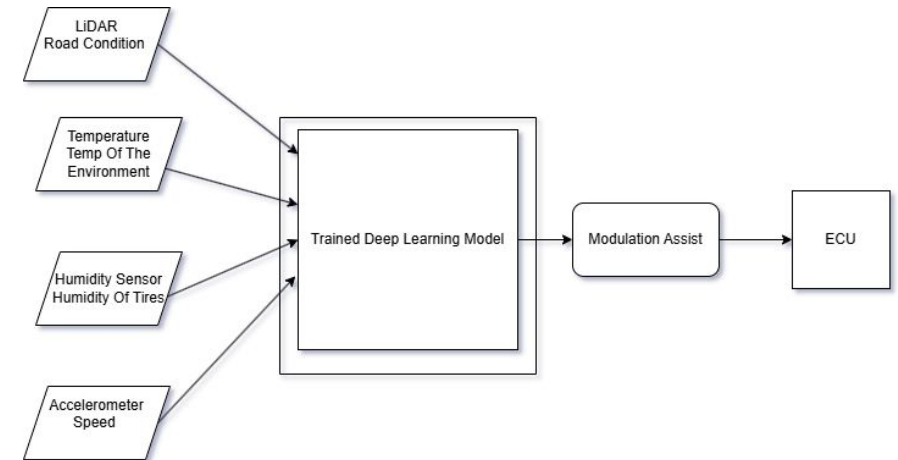 LiDAR
Road Condition
Temperature
Temp Of The
Environment
Humidity Sensor
Humidity Of Tires
Accelerometer
Speed
Trained Deep Learning Model
Modulation Assist
ECU